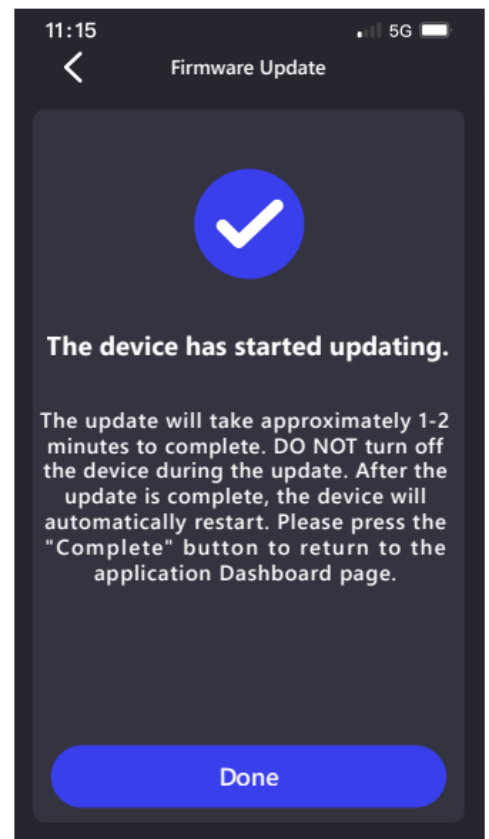 11:15
5G
Firmware Update
The device has started updating.
The update will take approximately 1-2
minutes to complete. DO NOT turn off
the device during the update. After the
update is complete, the device will
automatically restart. Please press the
"Complete" button to return to the
application Dashboard page.
Done